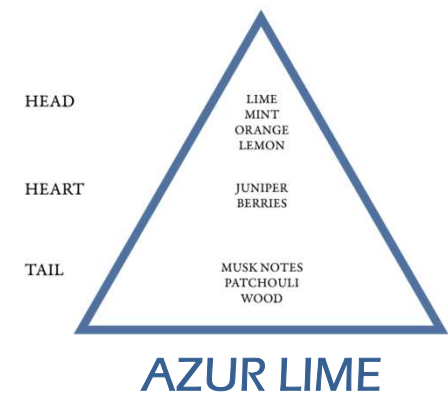 HEAD
LIME
MINT
ORANGE
LEMON
HEART
JUNIPER
BERRIES
TAIL
MUSK NOTES
PATCHOULI
WOOD
AZUR LIME